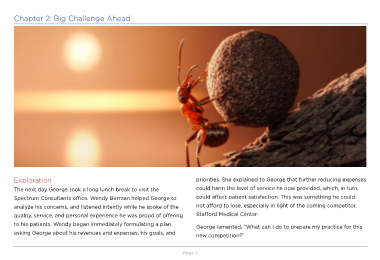 Chapter 2: Big Challenge Ahead
Exploration
The next day George took a long lunch break to visit the
Spectrum Consultants office. Wendy Berman helped George to
analyze his concerns, and listened intently while he spoke of the
quality, service, and personal experience he was proud of offering
to his patients. Wendy began immediately formulating a plan,
asking George about his revenues and expenses, his goals, and
priorities. She explained to George that further reducing expenses
could harm the level of service he now provided, which, in turn,
could affect patient satisfaction. This was something he could
not afford to lose, especially in light of the coming competitor,
Stafford Medical Center.
George lamented, "What can I do to prepare my practice for this
new competition?"
Page